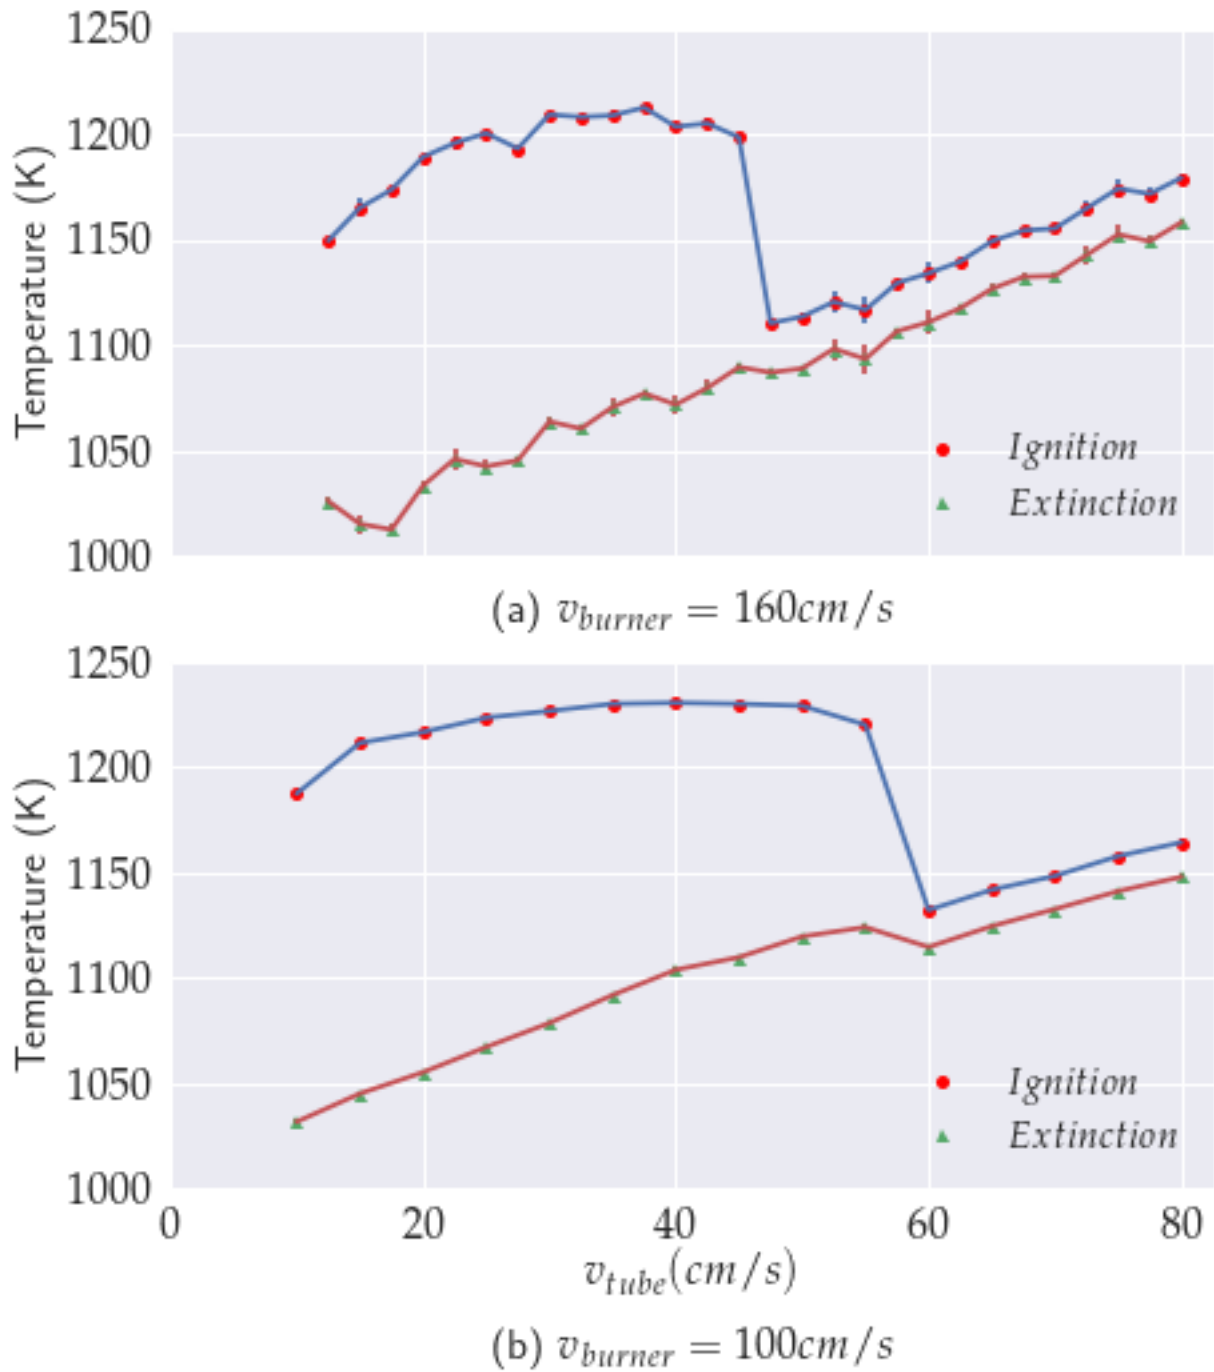 1250
1200
1150
1100
1050
1000
Temperature (K)
Ignition
Extinction
(a) v_burner = 160cm/s
1250
1200
1150
1100
1050
1000
Temperature (K)
Ignition
Extinction
0 20 40 60 80
v_tube(cm/s)
(b) v_burner = 100cm/s